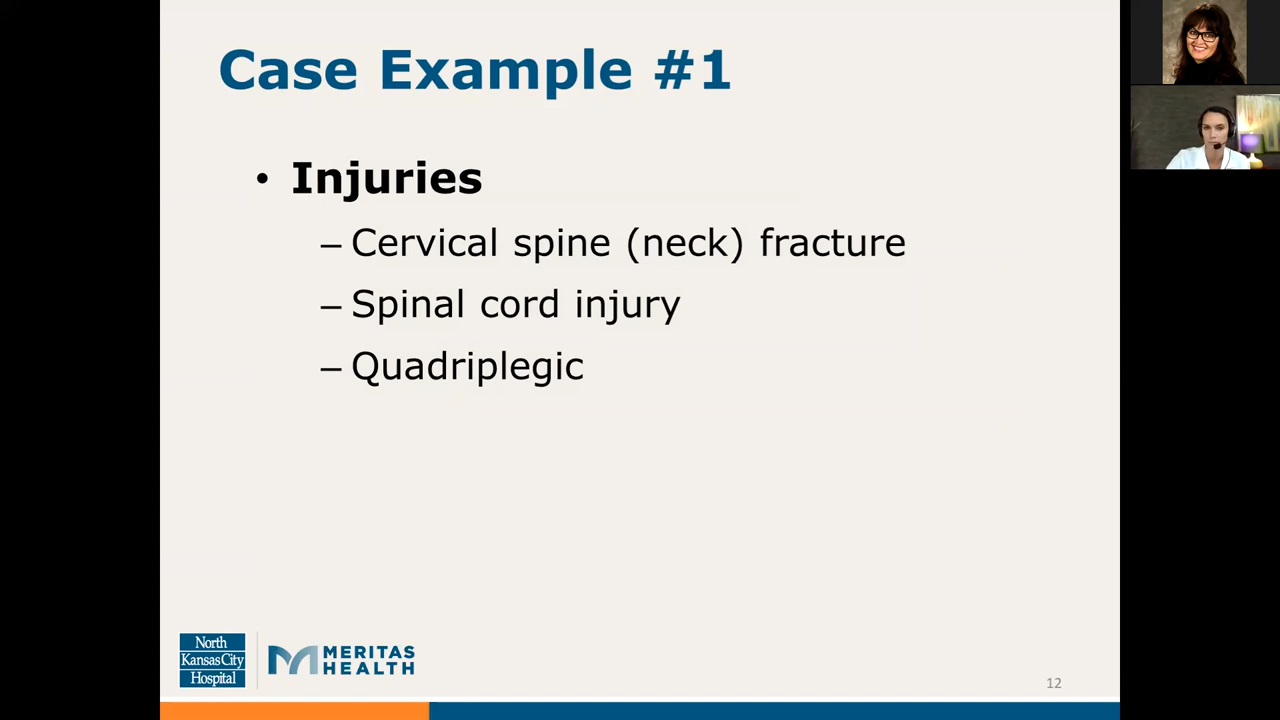 Case Example #1
• Injuries
– Cervical spine (neck) fracture
– Spinal cord injury
– Quadriplegic
North
Kansas City
Hospital
MERITAS
HEALTH
12